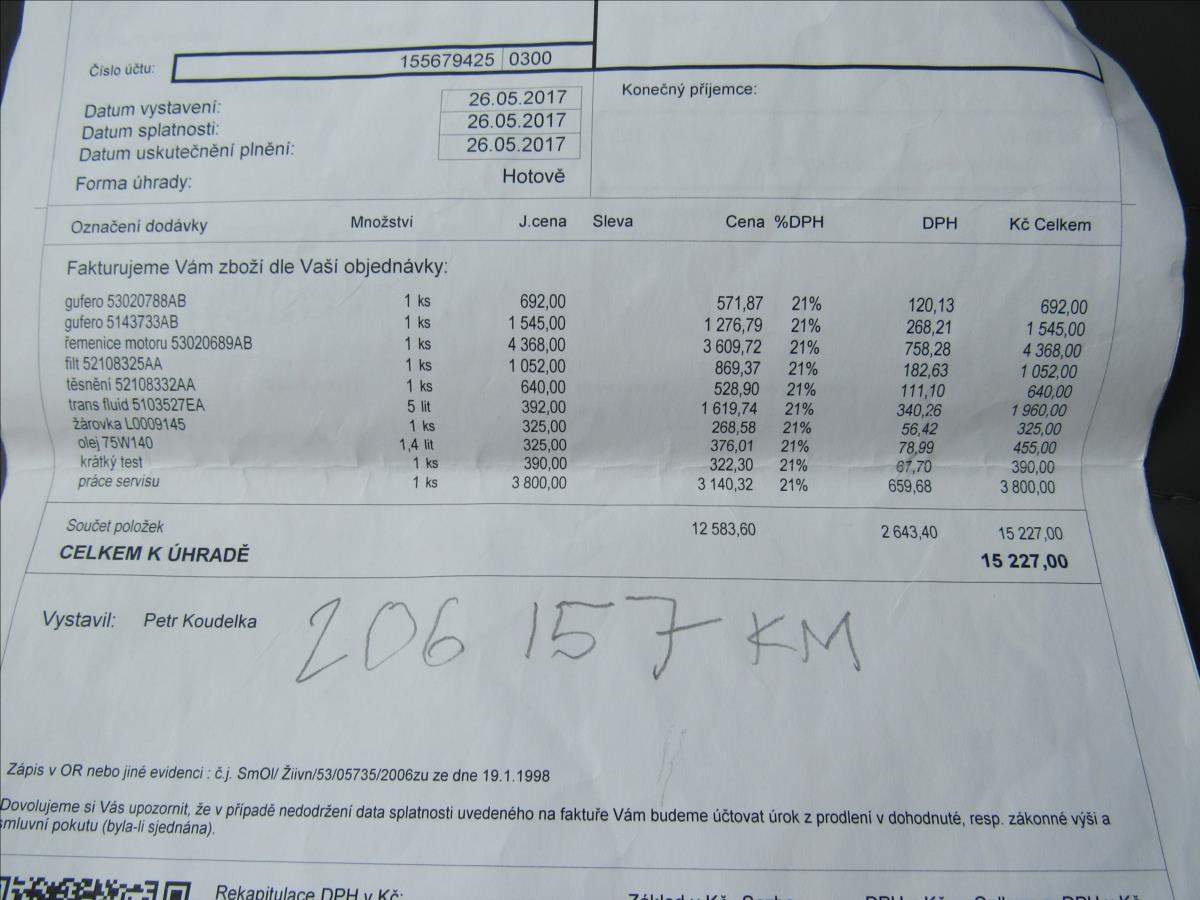 Číslo účtu: 155679425 0300
Konečný příjemce:
Datum vystavení: 26.05.2017
Datum splatnosti: 26.05.2017
Datum uskutečnění plnění: 26.05.2017
Forma úhrady: Hotově
Označení dodávky Množství J.cena Sleva Cena %DPH DPH Kč Celkem
Fakturujeme Vám zboží dle Vaší objednávky:
gufero 53020788AB 1 ks 692,00 571,87 21% 120,13 692,00
gufero 5143733AB 1 ks 1 545,00 1 276,79 21% 268,21 1 545,00
řemenice motoru 53020689AB 1 ks 4 368,00 3 609,72 21% 758,28 4 368,00
filt 52108325AA 1 ks 1 052,00 869,37 21% 182,63 1 052,00
těsnění 52108332AA 1 ks 640,00 528,90 21% 111,10 640,00
trans fluid 5103527EA 5 lit 392,00 1 619,74 21% 340,26 1 960,00
žárovka L0009145 1 ks 325,00 268,58 21% 56,42 325,00
olej 75W140 1,4 lit 325,00 376,01 21% 78,99 455,00
krátký test 1 ks 390,00 322,30 21% 67,70 390,00
práce servisu 1 ks 3 800,00 3 140,32 21% 659,68 3 800,00
Součet položek 12 583,60 2 643,40 15 227,00
CELKEM K ÚHRADĚ 15 227,00
Vystavil: Petr Koudelka
206 157 KM
Zápis v OR nebo jiné evidenci : č.j. SmOl/ Žiivn/53/05735/2006zu ze dne 19.1.1998
Dovolujeme si Vás upozornit, že v případě nedodržení data splatnosti uvedeného na faktuře Vám budeme účtovat úrok z prodlení v dohodnuté, resp. zákonné výši a
smluvní pokutu (byla-li sjednána).
Rekapitulace DPH v Kč: Základ v Kč Sazba DPH v Kč Celkem s DPH v Kč